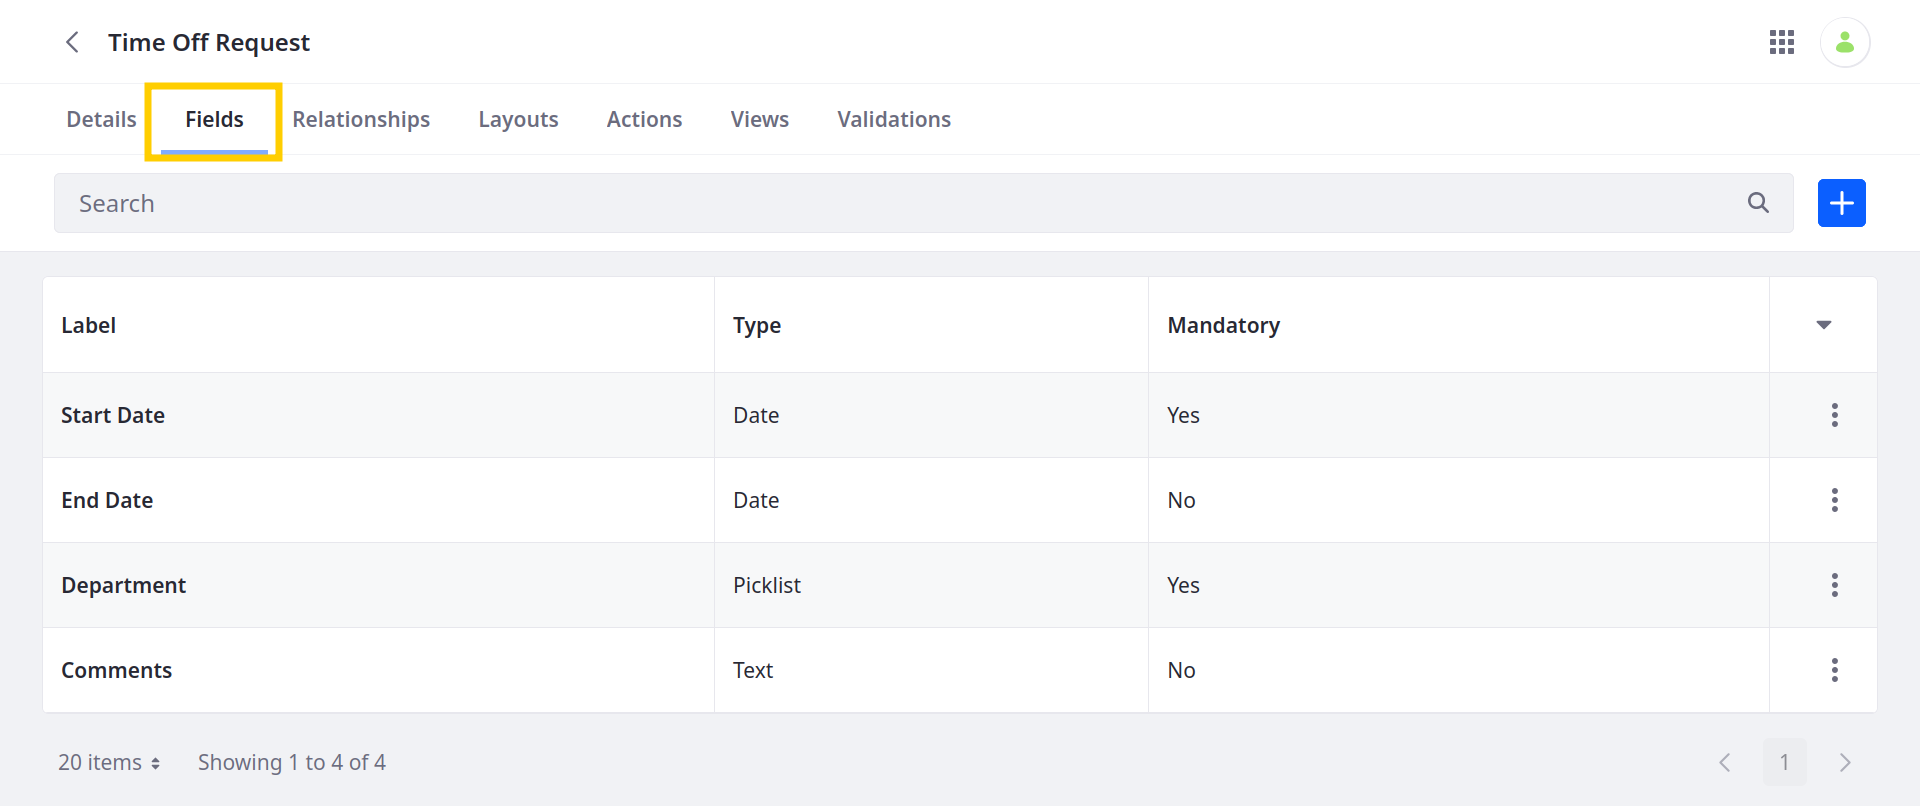 Time Off Request
Details Fields Relationships Layouts Actions Views Validations
Search
Label Type Mandatory
Start Date Date Yes
End Date Date No
Department Picklist Yes
Comments Text No
20 items Showing 1 to 4 of 4 1